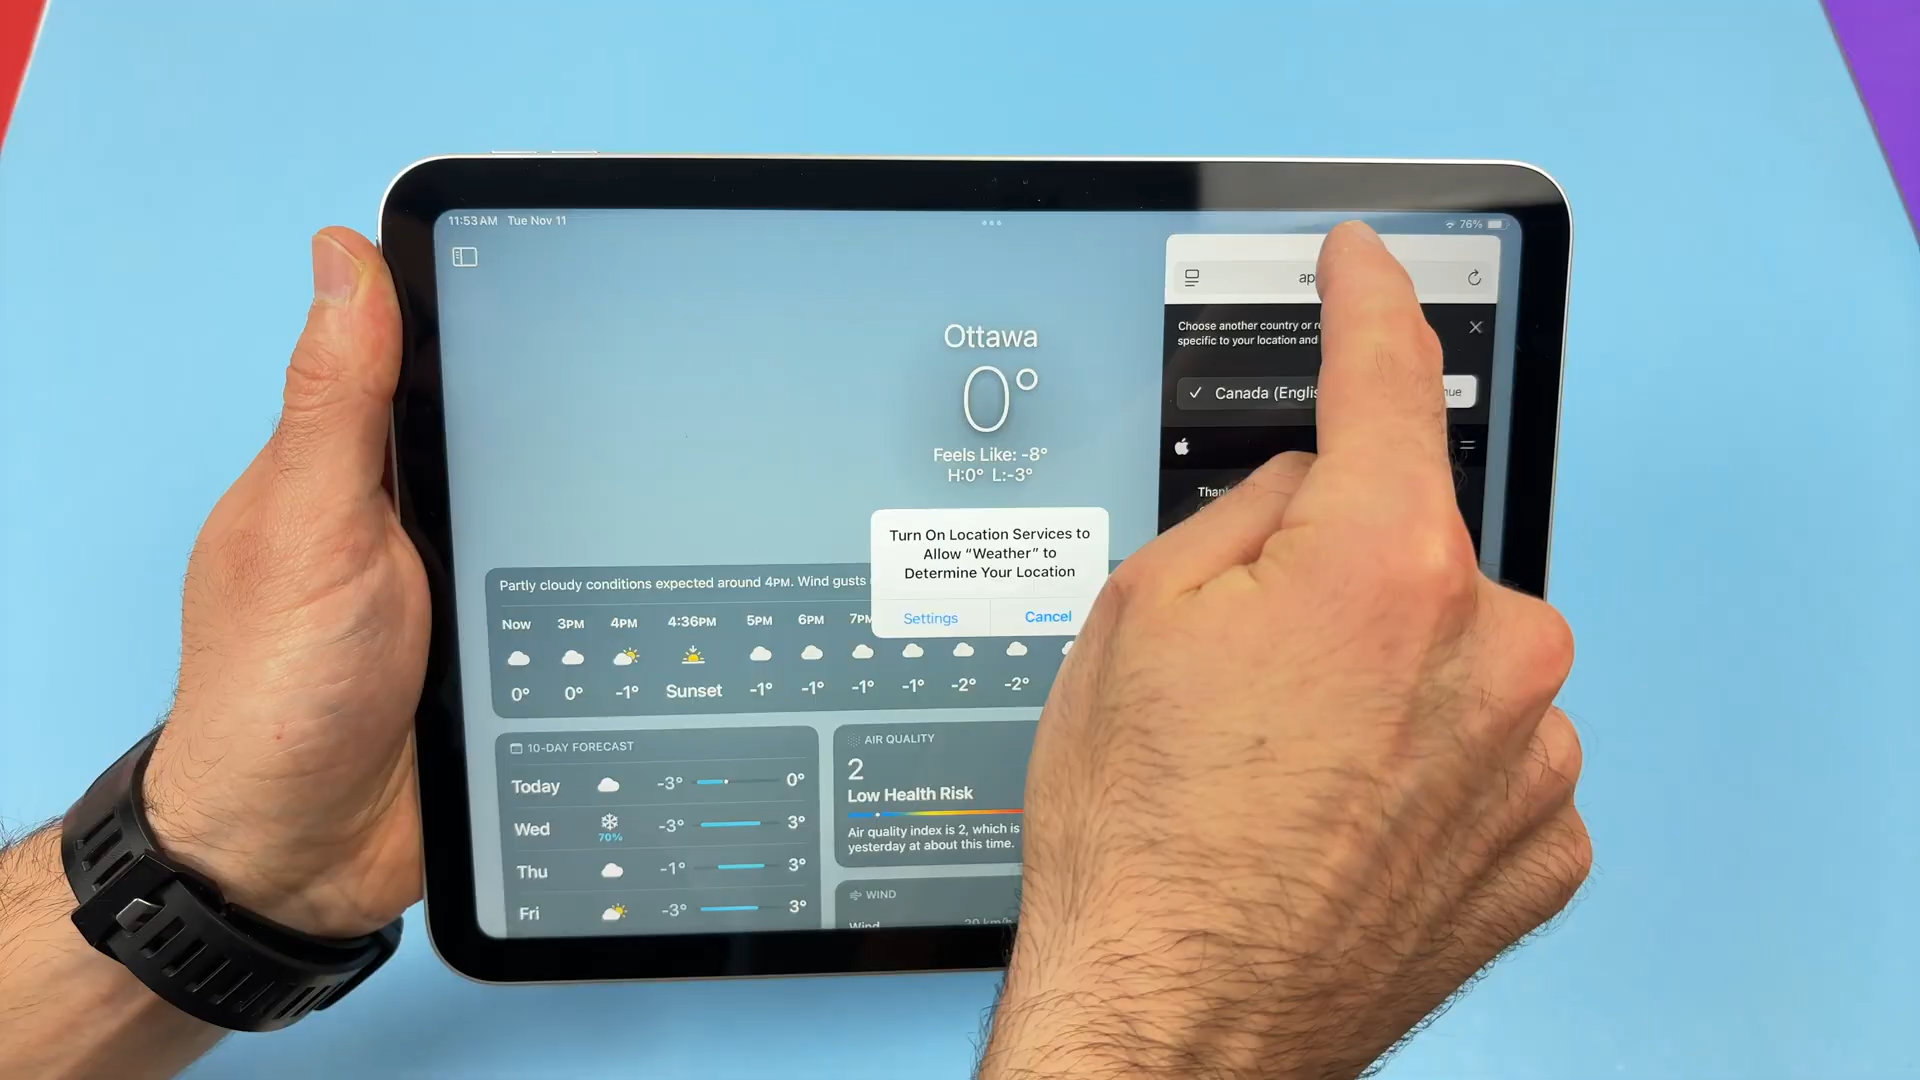 11:53 AM Tue Nov 11
76%
Choose another country or
specific to your location and
Canada
Ottawa
0°
Feels Like: -8°
H:0° L:-3°
Turn On Location Services to
Allow “Weather” to
Determine Your Location
Settings
Cancel
Partly cloudy conditions expected around 4PM. Wind gusts
Now 3PM 4PM 4:36PM 5PM 6PM 7PM
0° 0° -1° Sunset -1° -1° -1° -1° -2° -2°
10-DAY FORECAST
Today -3° 0°
Wed 70% -3° 3°
Thu -1° 3°
Fri -3° 3°
AIR QUALITY
2
Low Health Risk
Air quality index is 2, which is
yesterday at about this time.
WIND
Wind